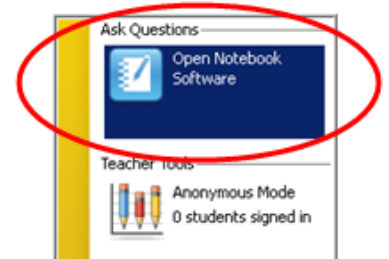 Ask Questions
Open Notebook
Software
Teacher Tools
Anonymous Mode
0 students signed in